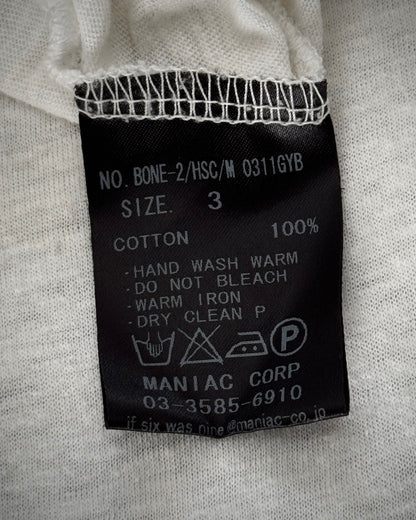 NO. BONE-2/HSC/M 0311GYB
SIZE. 3
COTTON 100%
・HAND WASH WARM
・DO NOT BLEACH
・WARM IRON
・DRY CLEAN P
P
MANIAC CORP
03-3585-6910
if six was nine@maniac-co.jp